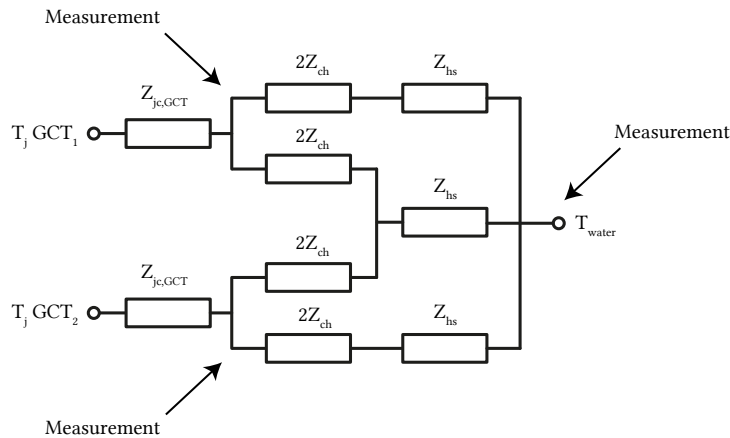 Measurement
2Z_ch
Z_hs
Z_jc,GCT
Measurement
T_j GCT_1
2Z_ch
Z_hs
T_water
2Z_ch
Z_jc,GCT
T_j GCT_2
2Z_ch
Z_hs
Measurement